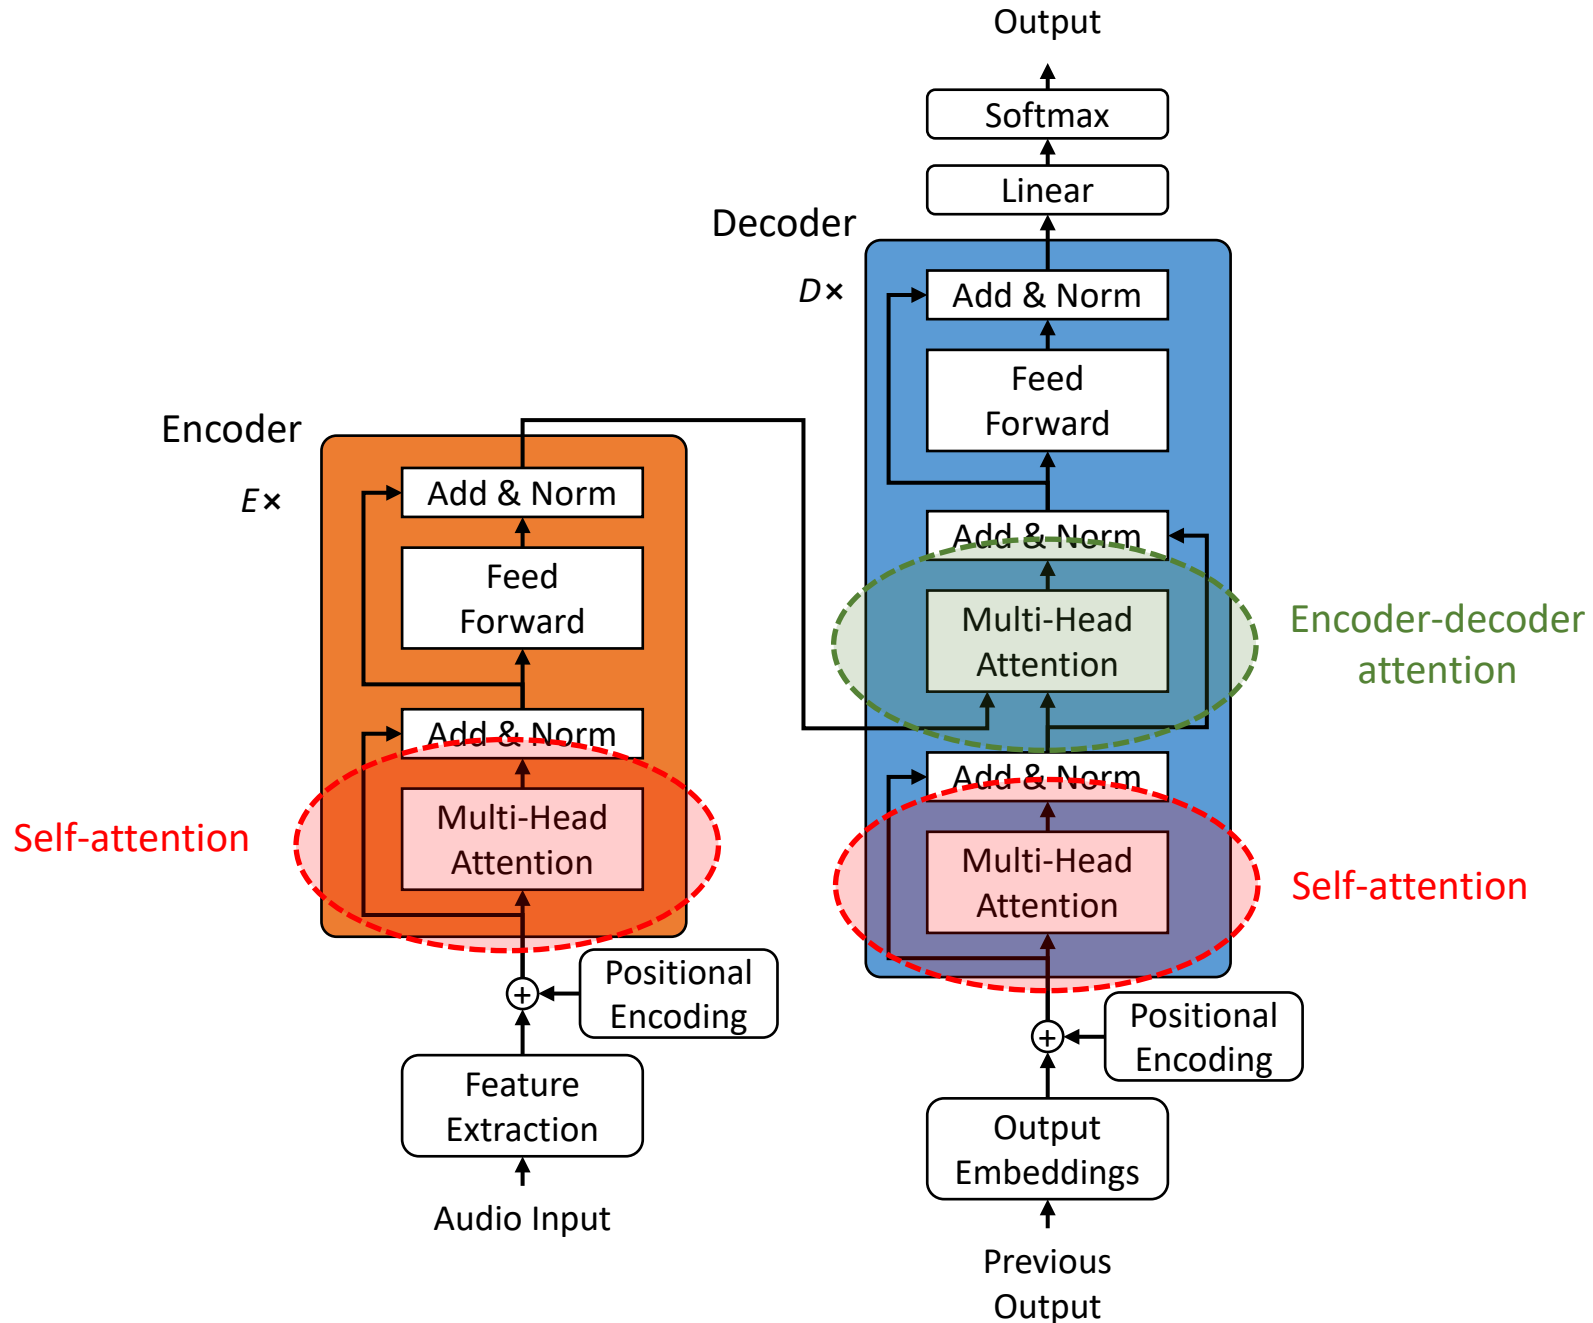 Output
Softmax
Linear
Decoder
D×
Add & Norm
Feed
Forward
Add & Norm
Multi-Head
Attention
Encoder-decoder
attention
Add & Norm
Multi-Head
Attention
Self-attention
Positional
Encoding
+
Output
Embeddings
Previous
Output
Encoder
E×
Add & Norm
Feed
Forward
Add & Norm
Multi-Head
Attention
Self-attention
Positional
Encoding
+
Feature
Extraction
Audio Input